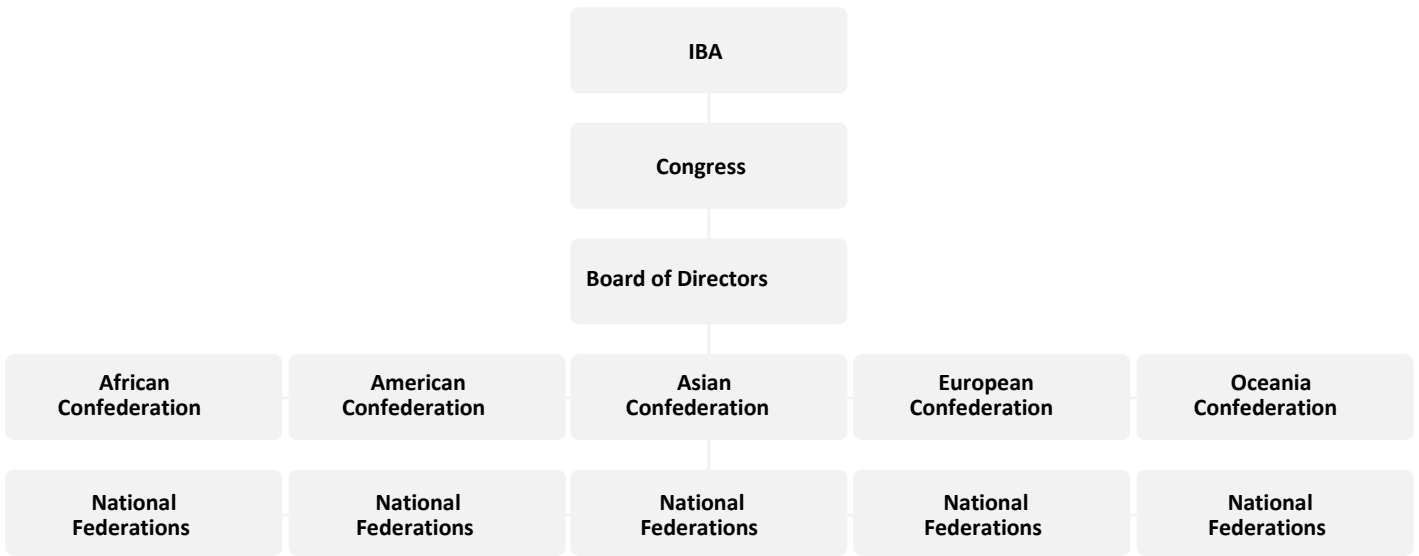 IBA
Congress
Board of Directors
African
Confederation
American
Confederation
Asian
Confederation
European
Confederation
Oceania
Confederation
National
Federations
National
Federations
National
Federations
National
Federations
National
Federations